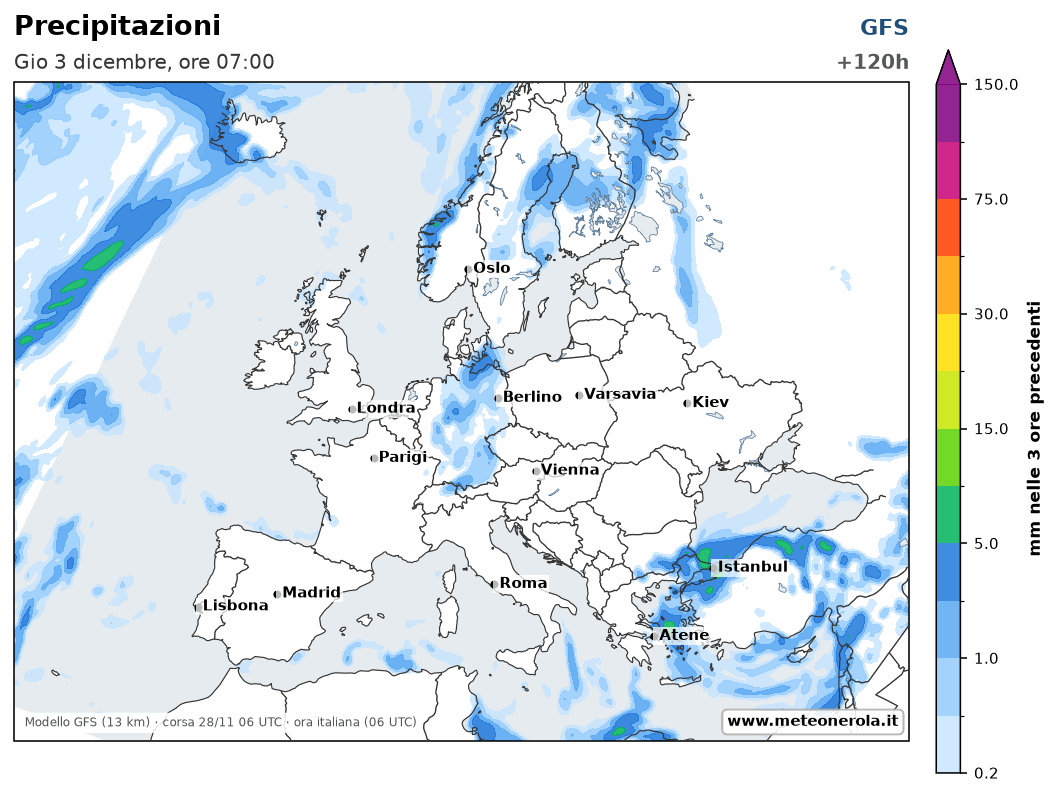 Precipitazioni
GFS
Gio 3 dicembre, ore 07:00
+120h
150.0
75.0
30.0
15.0
5.0
1.0
0.2
mm nelle 3 ore precedenti
Oslo
Berlino
Varsavia
Kiev
Londra
Parigi
Vienna
Istanbul
Roma
Madrid
Lisbona
Atene
Modello GFS (13 km) · corsa 28/11 06 UTC · ora italiana (06 UTC)
www.meteonerola.it